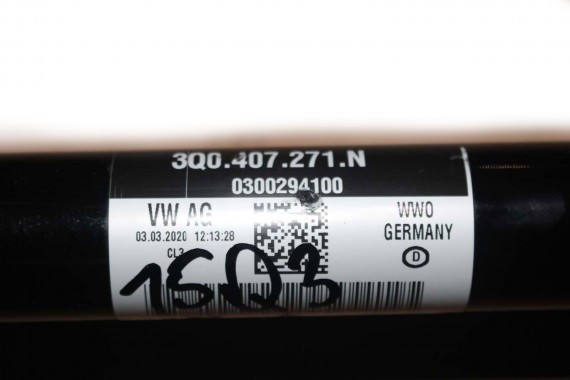 3Q0.407.271.N
0300294100
VW AG
WWO
03.03.2020 12:13:28
GERMANY
CL3
D
15Q3